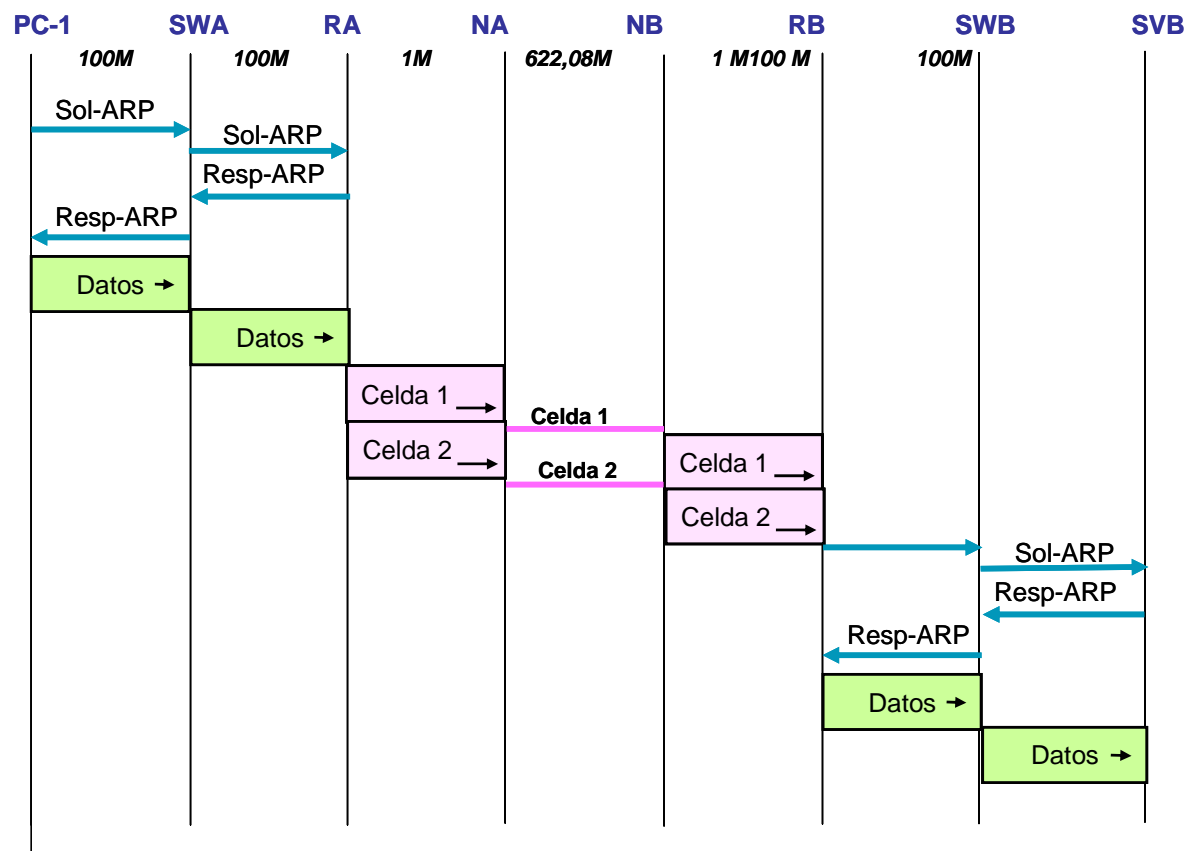 PC-1 SWA RA NA NB RB SWB SVB
100M 100M 1M 622,08M 1 M100 M 100M
Sol-ARP
Sol-ARP
Resp-ARP
Resp-ARP
Datos
Datos
Celda 1
Celda 1
Celda 2
Celda 2
Celda 1
Celda 2
Sol-ARP
Resp-ARP
Resp-ARP
Datos
Datos